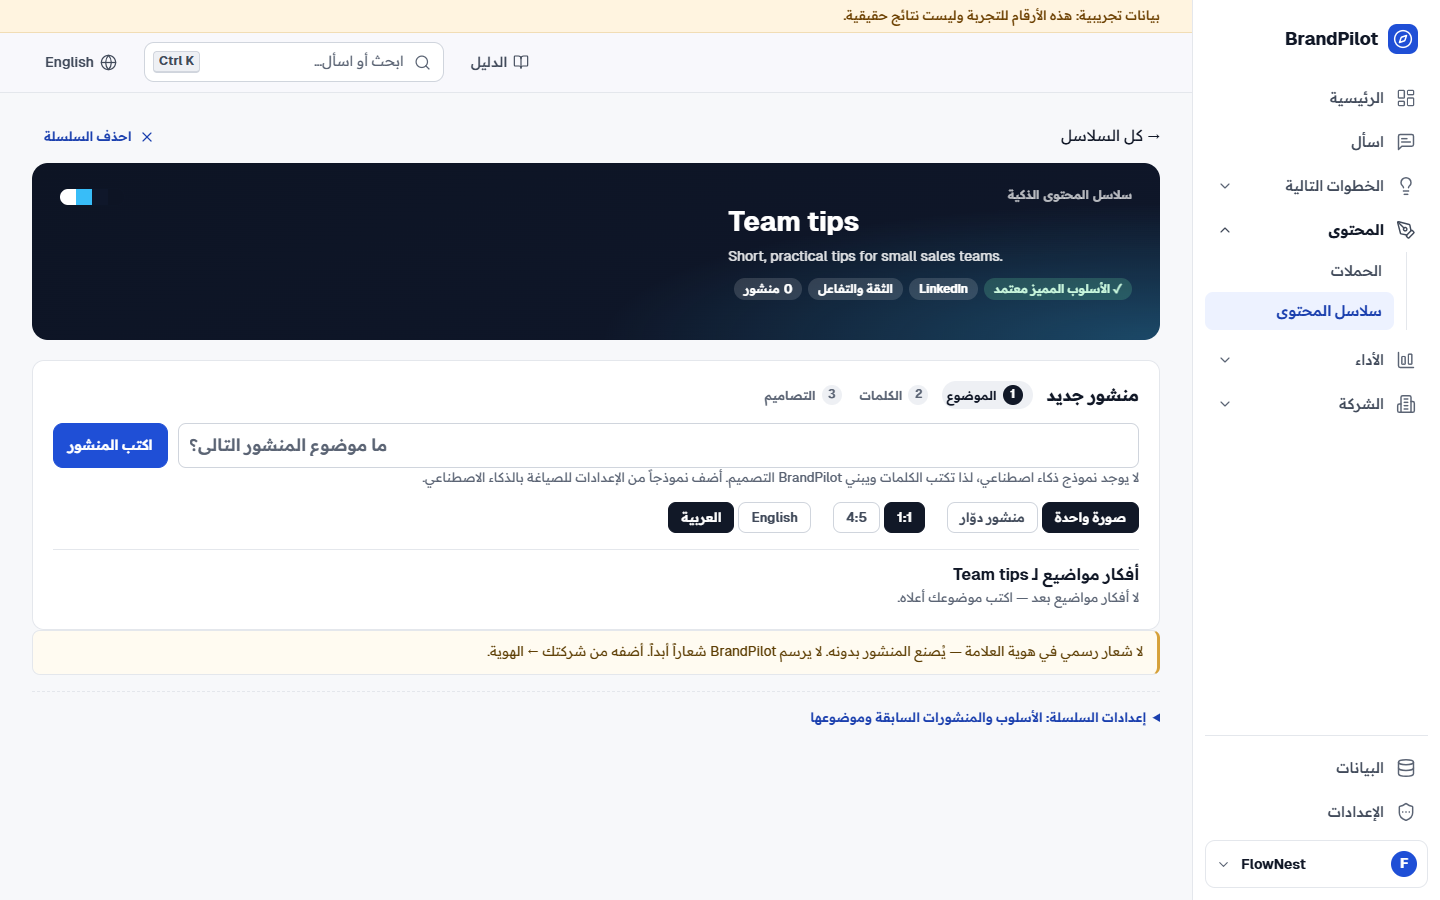 بيانات تجريبية: هذه الأرقام للتجربة وليست نتائج حقيقية.
BrandPilot
الرئيسية
اسأل
الخطوات التالية
المحتوى
الحملات
سلاسل المحتوى
الأداء
الشركة
البيانات
الإعدادات
F FlowNest
الدليل
ابحث أو اسأل... Ctrl K
English
→ كل السلاسل
احذف السلسلة
سلاسل المحتوى الذكية
Team tips
Short, practical tips for small sales teams.
✓ الأسلوب المميز معتمد LinkedIn الثقة والتفاعل 0 منشور
منشور جديد 1 الموضوع 2 الكلمات 3 التصاميم
ما موضوع المنشور التالي؟ اكتب المنشور
لا يوجد نموذج ذكاء اصطناعي، لذا تكتب الكلمات ويبني BrandPilot التصميم. أضف نموذجاً من الإعدادات للصياغة بالذكاء الاصطناعي.
صورة واحدة منشور دوّار 1:1 4:5 English العربية
أفكار مواضيع لـ Team tips
لا أفكار مواضيع بعد — اكتب موضوعك أعلاه.
لا شعار رسمي في هوية العلامة — يُصنع المنشور بدونه. لا يرسم BrandPilot شعاراً أبداً. أضفه من شركتك ← الهوية.
إعدادات السلسلة: الأسلوب والمنشورات السابقة وموضوعها